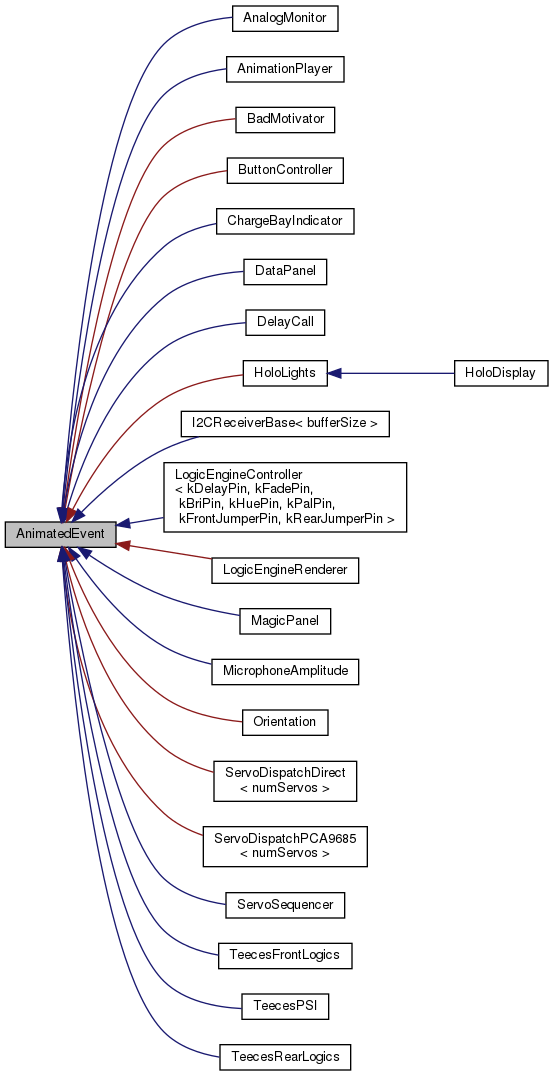 AnalogMonitor
AnimationPlayer
BadMotivator
ButtonController
ChargeBayIndicator
DataPanel
DelayCall
HoloLights
HoloDisplay
I2CReceiverBase< bufferSize >
LogicEngineController
< kDelayPin, kFadePin,
kBriPin, kHuePin, kPalPin,
kFrontJumperPin, kRearJumperPin >
AnimatedEvent
LogicEngineRenderer
MagicPanel
MicrophoneAmplitude
Orientation
ServoDispatchDirect
< numServos >
ServoDispatchPCA9685
< numServos >
ServoSequencer
TeecesFrontLogics
TeecesPSI
TeecesRearLogics